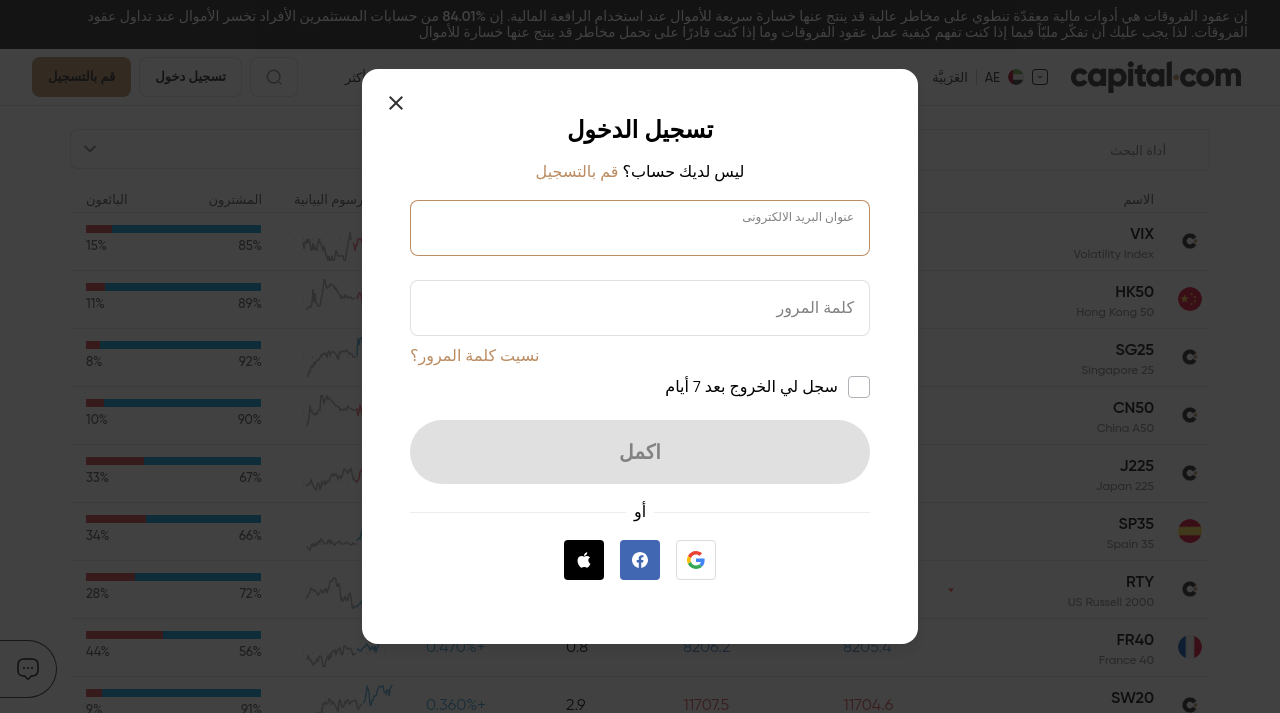 إن عقود الفروقات هي أدوات مالية معقدّة تنطوي على مخاطر عالية قد ينتج عنها خسارة سريعة للأموال عند استخدام الرافعة المالية. إن 84.01% من حسابات المستثمرين الأفراد تخسر الأموال عند تداول عقود
الفروقات. لذا يجب عليك أن تفكّر مليّاً فيما إذا كنت تفهم كيفية عمل عقود الفروقات وما إذا كنت قادرًا على تحمل مخاطر قد ينتج عنها خسارة للأموال
capital.com
AE العَرَبِيَّة
تسجيل دخول
قم بالتسجيل
أداة البحث
الاسم
المشترون
البائعون
تسجيل الدخول
ليس لديك حساب؟ قم بالتسجيل
عنوان البريد الالكترونى
كلمة المرور
نسيت كلمة المرور؟
سجل لي الخروج بعد 7 أيام
اكمل
أو
VIX
Volatility Index
85% 15%
HK50
Hong Kong 50
89% 11%
SG25
Singapore 25
92% 8%
CN50
China A50
90% 10%
J225
Japan 225
67% 33%
SP35
Spain 35
66% 34%
RTY
US Russell 2000
72% 28%
FR40
France 40
8205.4 8206.2 0.8 0.470%+
56% 44%
SW20
11704.6 11707.5 2.9 0.360%+
91% 9%